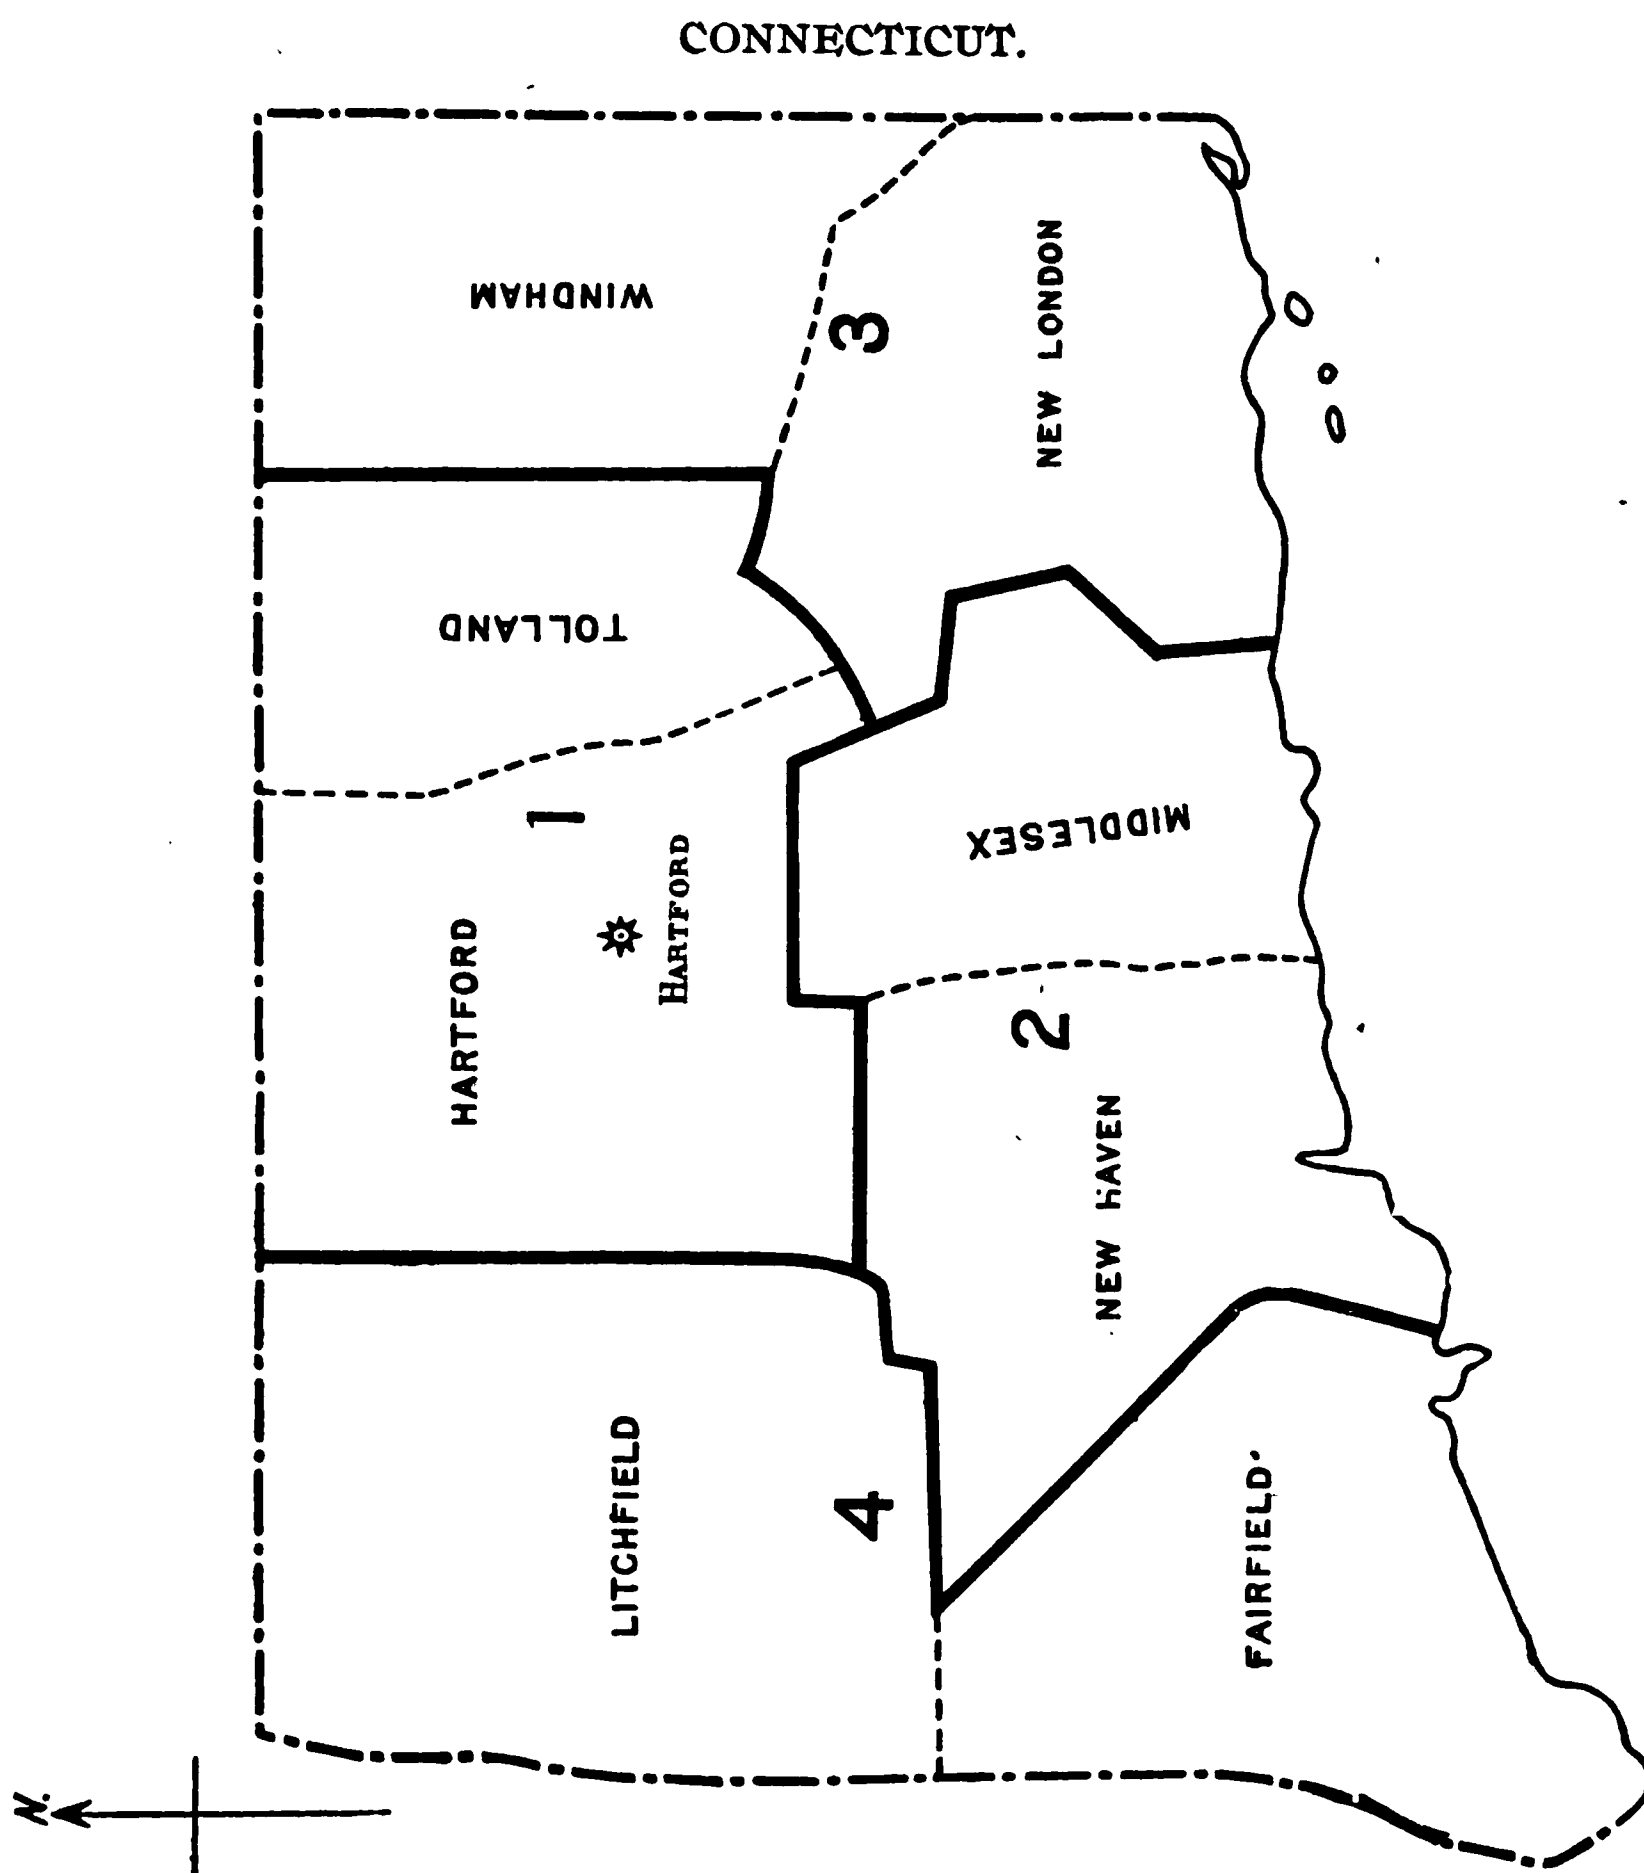 CONNECTICUT.
WINDHAM
3
NEW LONDON
TOLLAND
1
HARTFORD
HARTFORD
MIDDLESEX
2
NEW HAVEN
LITCHFIELD
4
FAIRFIELD
N.